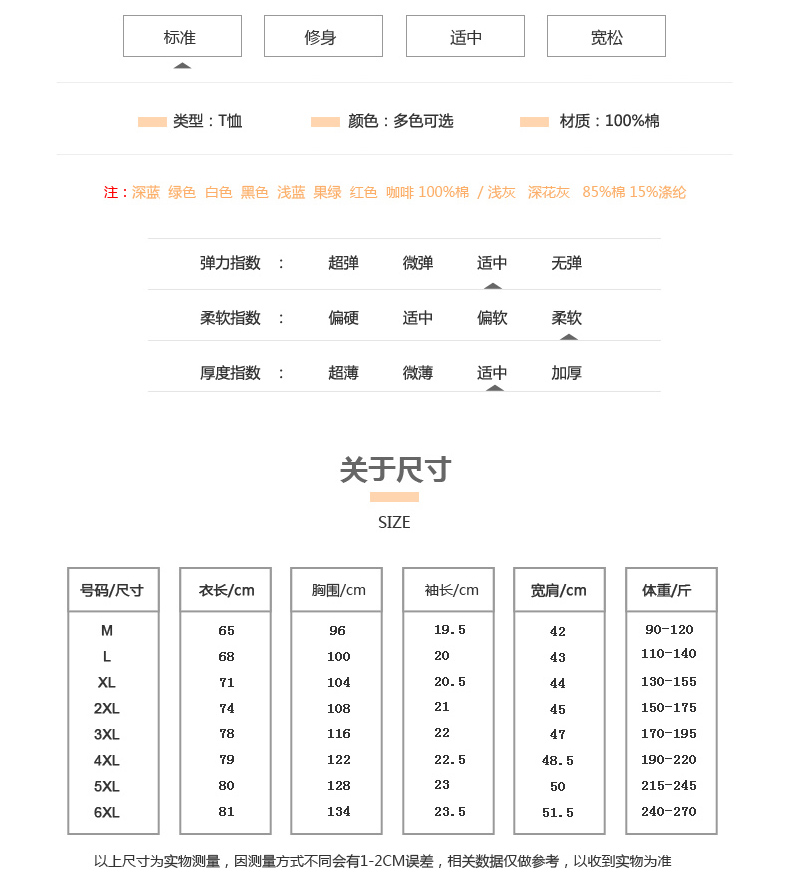 标准 修身 适中 宽松
类型：T恤 颜色：多色可选 材质：100%棉
注：深蓝 绿色 白色 黑色 浅蓝 果绿 红色 咖啡 100%棉 / 浅灰 深花灰 85%棉 15%涤纶
弹力指数 ： 超弹 微弹 适中 无弹
柔软指数 ： 偏硬 适中 偏软 柔软
厚度指数 ： 超薄 微薄 适中 加厚
关于尺寸
SIZE
号码/尺寸 衣长/cm 胸围/cm 袖长/cm 宽肩/cm 体重/斤
M 65 96 19.5 42 90-120
L 68 100 20 43 110-140
XL 71 104 20.5 44 130-155
2XL 74 108 21 45 150-175
3XL 78 116 22 47 170-195
4XL 79 122 22.5 48.5 190-220
5XL 80 128 23 50 215-245
6XL 81 134 23.5 51.5 240-270
以上尺寸为实物测量，因测量方式不同会有1-2CM误差，相关数据仅做参考，以收到实物为准